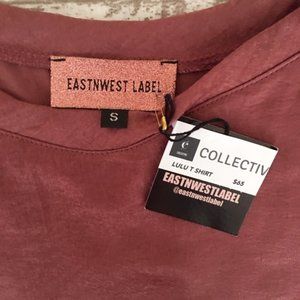 EASTNWEST LABEL
S
COLLECTIV
LULU T-SHIRT
$65
EASTNWESTLABEL
@eastnwestlabel